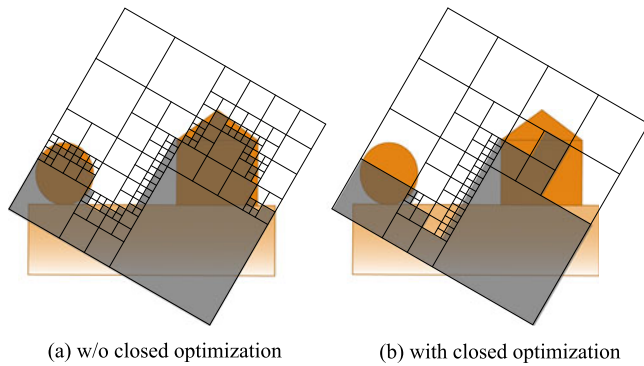 (a) w/o closed optimization
(b) with closed optimization